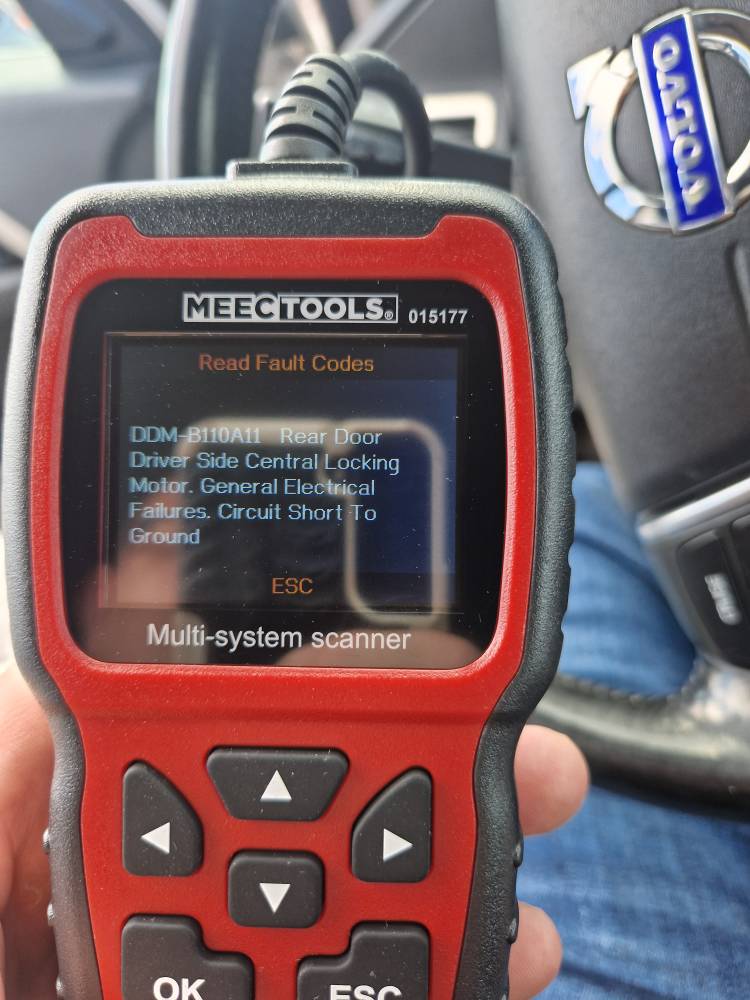 VOLVO
MEECTOOLS® 015177
Read Fault Codes
DDM-B110A11 Rear Door
Driver Side Central Locking
Motor. General Electrical
Failures. Circuit Short To
Ground
ESC
Multi-system scanner
OK
ESC